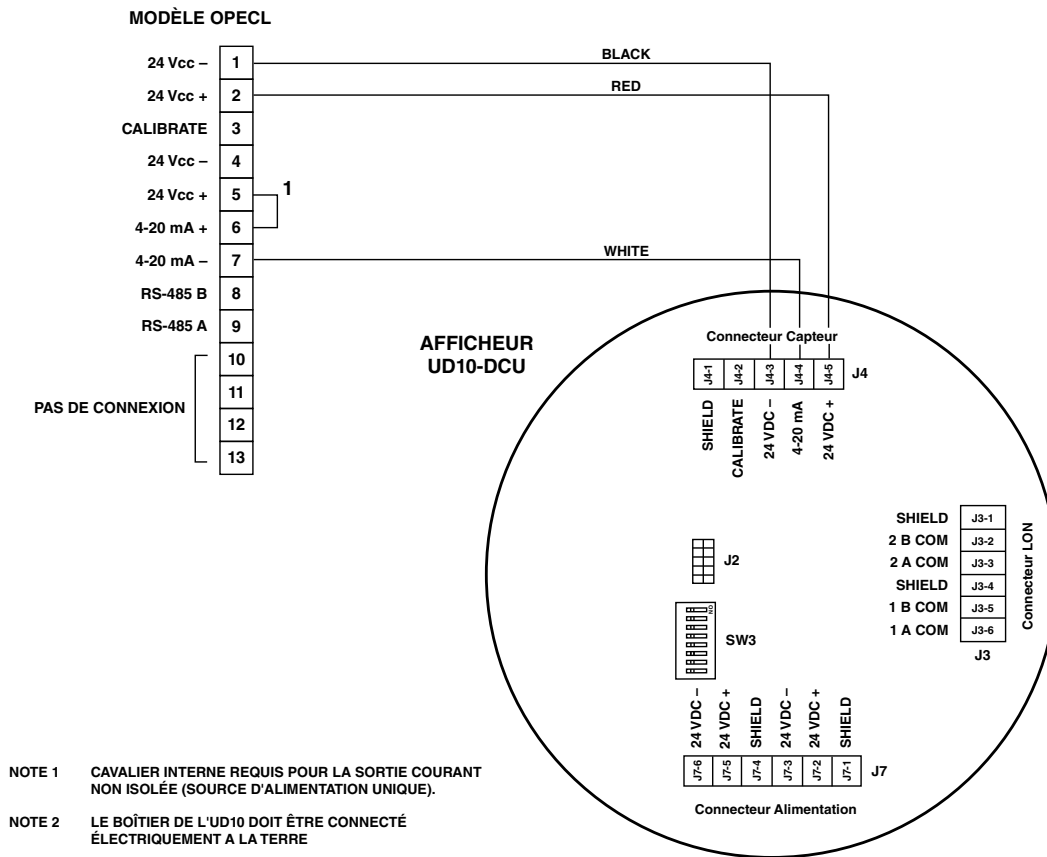 MODÈLE OPECL
24 Vcc – 1
24 Vcc + 2
CALIBRATE 3
24 Vcc – 4
24 Vcc + 5
4-20 mA + 6
4-20 mA – 7
RS-485 B 8
RS-485 A 9
10
11
12
13
PAS DE CONNEXION
1
BLACK
RED
WHITE
AFFICHEUR
UD10-DCU
Connecteur Capteur
J4-1
J4-2
J4-3
J4-4
J4-5
J4
SHIELD
CALIBRATE
24 VDC –
4-20 mA
24 VDC +
J2
ON
SW3
SHIELD J3-1
2 B COM J3-2
2 A COM J3-3
SHIELD J3-4
1 B COM J3-5
1 A COM J3-6
J3
Connecteur LON
24 VDC –
24 VDC +
SHIELD
24 VDC –
24 VDC +
SHIELD
J7-6
J7-5
J7-4
J7-3
J7-2
J7-1
J7
Connecteur Alimentation
NOTE 1 CAVALIER INTERNE REQUIS POUR LA SORTIE COURANT
NON ISOLÉE (SOURCE D'ALIMENTATION UNIQUE).
NOTE 2 LE BOÎTIER DE L'UD10 DOIT ÊTRE CONNECTÉ
ÉLECTRIQUEMENT A LA TERRE